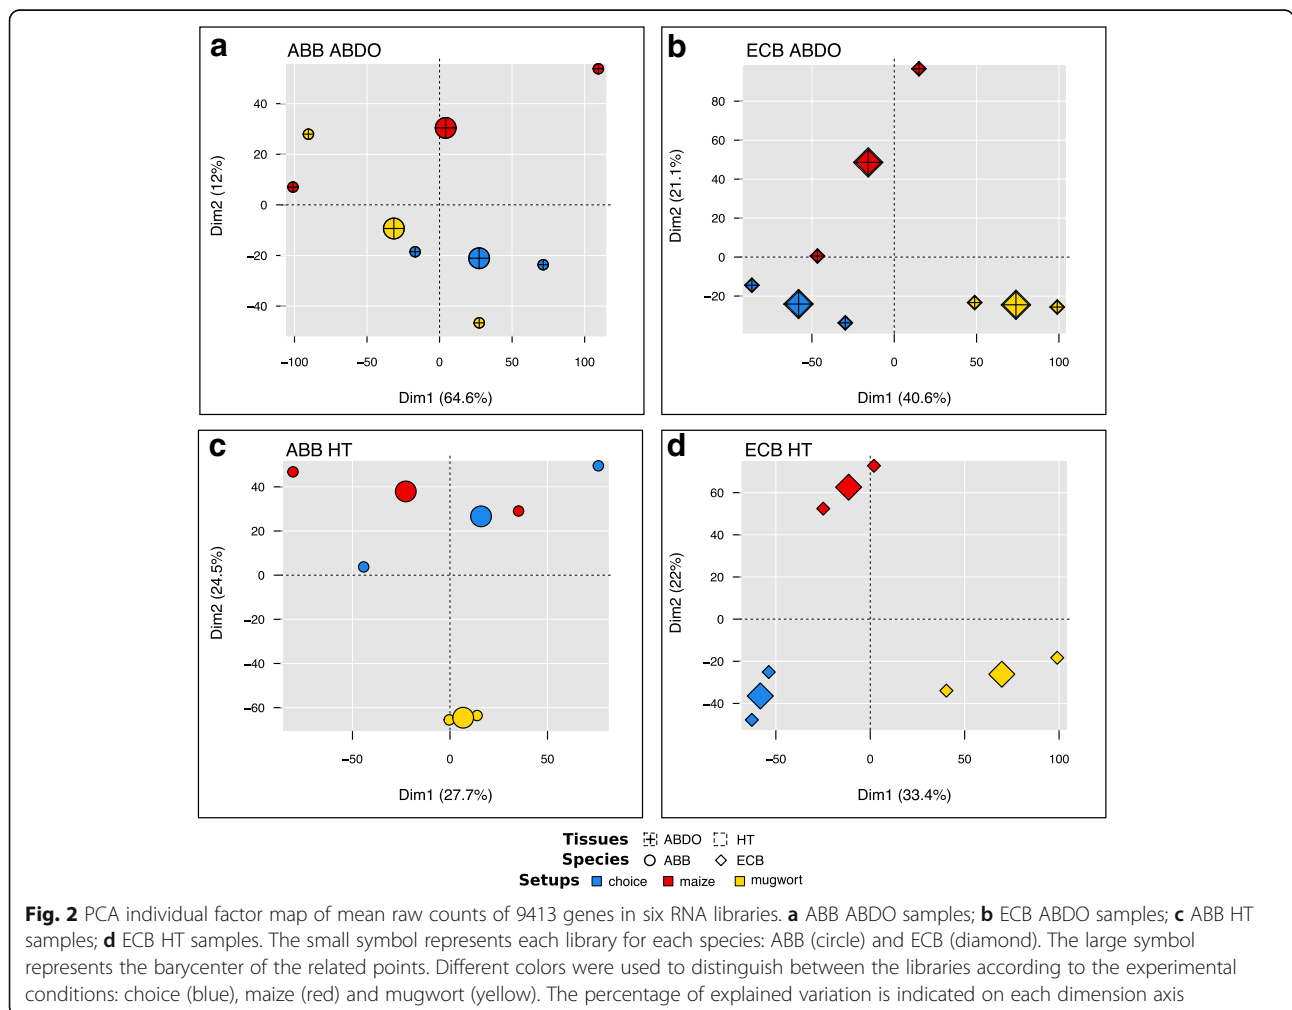 a ABB ABDO
40
20
0
−20
−40
−100 −50 0 50 100
Dim2 (12%)
Dim1 (64.6%)
b ECB ABDO
80
60
40
20
0
−20
−50 0 50 100
Dim2 (21.1%)
Dim1 (40.6%)
c ABB HT
40
20
0
−20
−40
−60
−50 0 50
Dim2 (24.5%)
Dim1 (27.7%)
d ECB HT
60
40
20
0
−20
−40
−50 0 50 100
Dim2 (22%)
Dim1 (33.4%)
Tissues ABDO HT
Species ABB ECB
Setups choice maize mugwort
Fig. 2 PCA individual factor map of mean raw counts of 9413 genes in six RNA libraries. a ABB ABDO samples; b ECB ABDO samples; c ABB HT
samples; d ECB HT samples. The small symbol represents each library for each species: ABB (circle) and ECB (diamond). The large symbol
represents the barycenter of the related points. Different colors were used to distinguish between the libraries according to the experimental
conditions: choice (blue), maize (red) and mugwort (yellow). The percentage of explained variation is indicated on each dimension axis